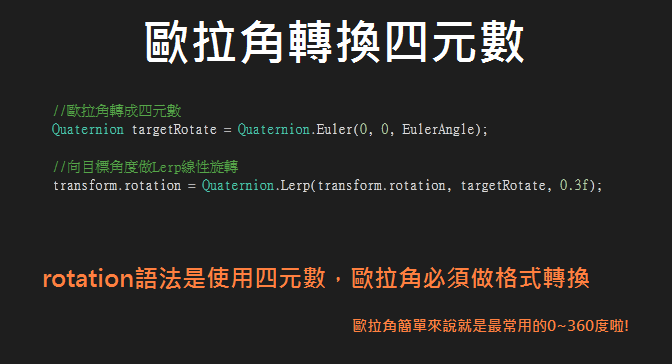 歐拉角轉換四元數
//歐拉角轉成四元數
Quaternion targetRotate = Quaternion.Euler(0, 0, EulerAngle);
//向目標角度做Lerp線性旋轉
transform.rotation = Quaternion.Lerp(transform.rotation, targetRotate, 0.3f);
rotation語法是使用四元數，歐拉角必須做格式轉換
歐拉角簡單來說就是最常用的0~360度啦!